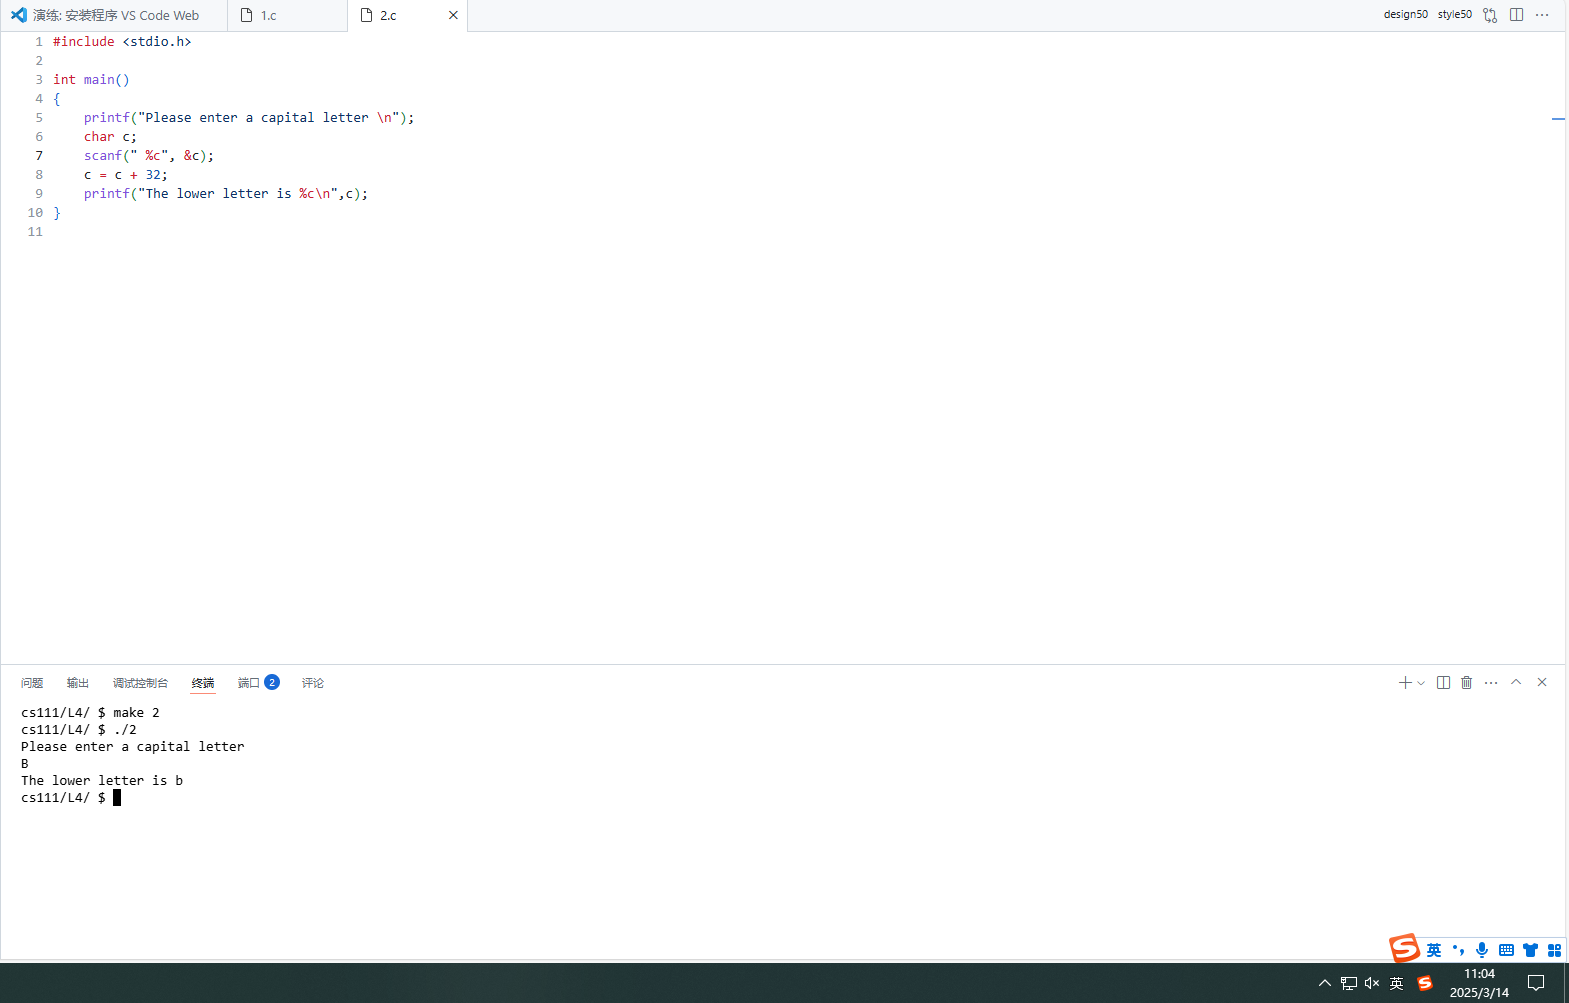 演练: 安装程序 VS Code Web 1.c 2.c design50 style50
1 #include <stdio.h>
2
3 int main()
4 {
5     printf("Please enter a capital letter \n");
6     char c;
7     scanf(" %c", &c);
8     c = c + 32;
9     printf("The lower letter is %c\n",c);
10 }
11
问题 输出 调试控制台 终端 端口 2 评论
cs111/L4/ $ make 2
cs111/L4/ $ ./2
Please enter a capital letter
B
The lower letter is b
cs111/L4/ $
S 英
英 S 11:04
2025/3/14